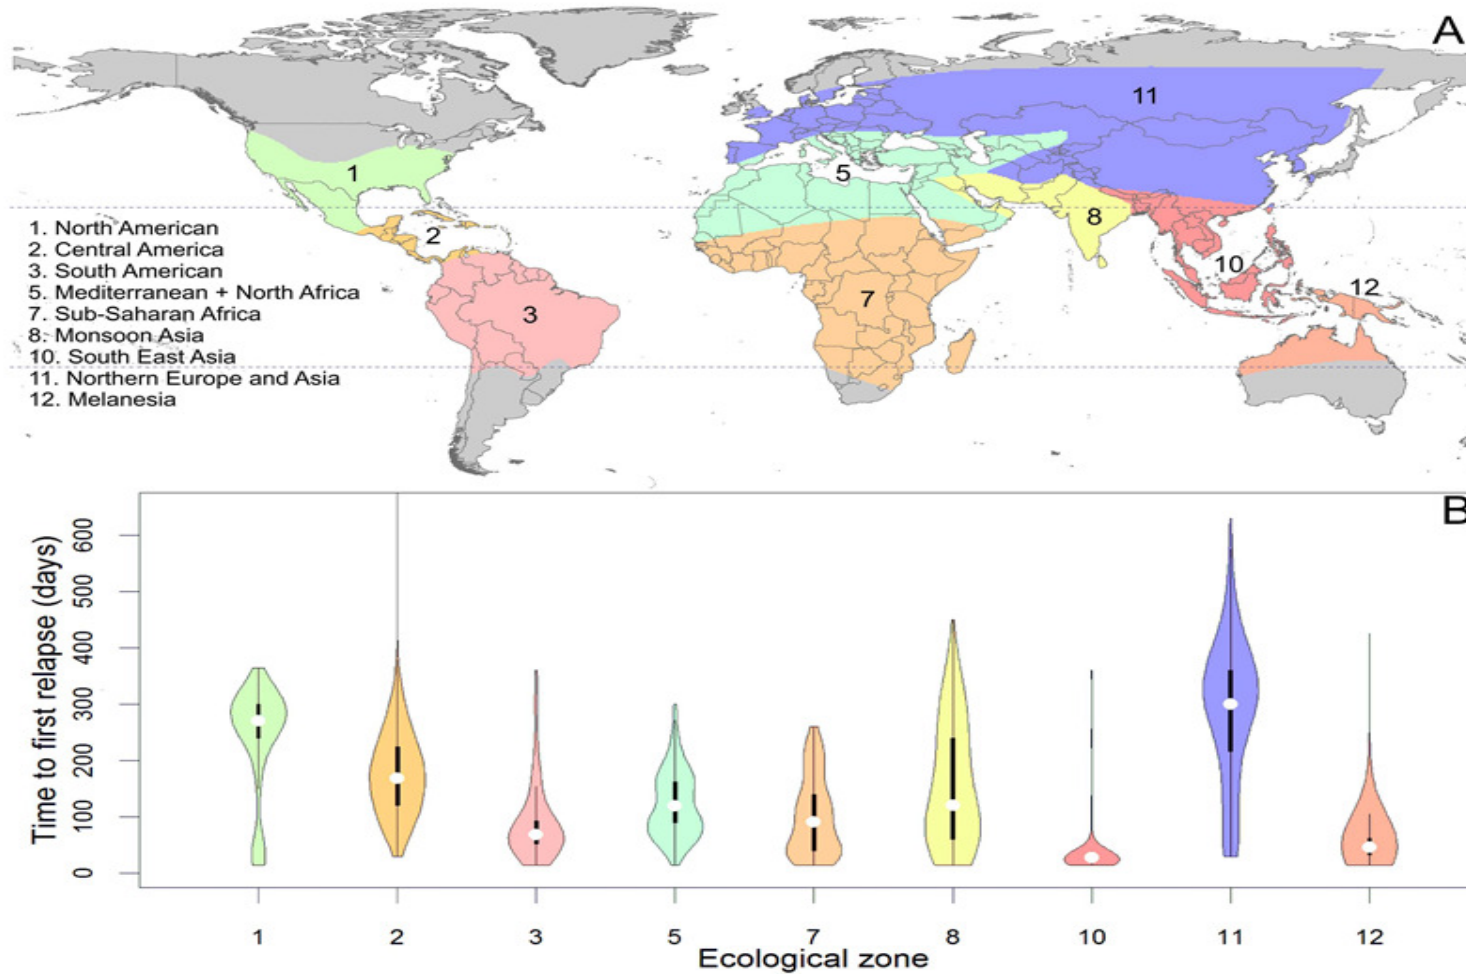 A
11
1
5
8
2
10
12
7
3
1. North American
2. Central America
3. South American
5. Mediterranean + North Africa
7. Sub-Saharan Africa
8. Monsoon Asia
10. South East Asia
11. Northern Europe and Asia
12. Melanesia
B
Time to first relapse (days)
600
500
400
300
200
100
0
1 2 3 5 7 8 10 11 12
Ecological zone